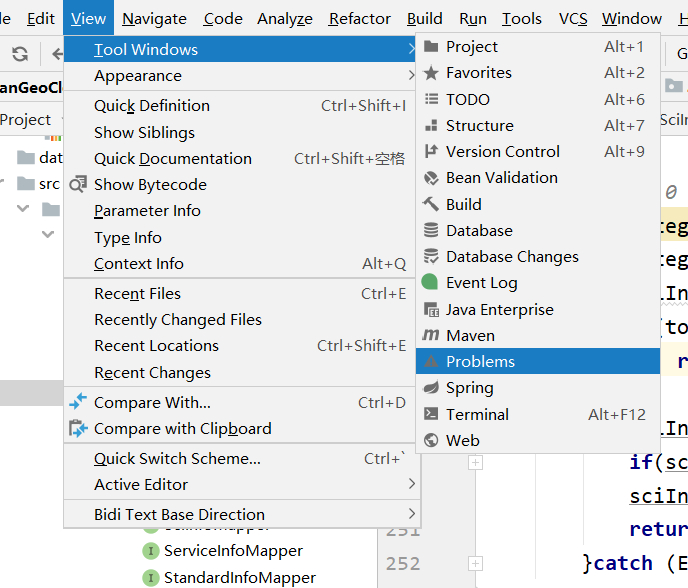 Edit View Navigate Code Analyze Refactor Build Run Tools VCS Window
Tool Windows
Appearance
Quick Definition Ctrl+Shift+I
Show Siblings
Quick Documentation Ctrl+Shift+空格
Show Bytecode
Parameter Info
Type Info
Context Info Alt+Q
Recent Files Ctrl+E
Recently Changed Files
Recent Locations Ctrl+Shift+E
Recent Changes
Compare With... Ctrl+D
Compare with Clipboard
Quick Switch Scheme... Ctrl+`
Active Editor
Bidi Text Base Direction
Project Alt+1
Favorites Alt+2
TODO Alt+6
Structure Alt+7
Version Control Alt+9
Bean Validation
Build
Database
Database Changes
Event Log
Java Enterprise
Maven
Problems
Spring
Terminal Alt+F12
Web
anGeoCl
Project
dat
src
ServiceInfoMapper
StandardInfoMapper
SciI
0
teg
teg
iIn
(to
r
iIn
if(sc
sciIn
251 retur
252 }catch (E